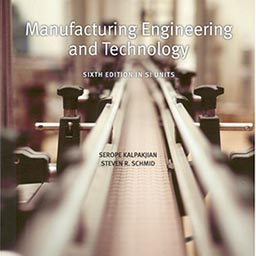 Manufacturing Engineering
and Technology
SIXTH EDITION IN SI UNITS
SEROPE KALPAKJIAN
STEVEN R. SCHMID